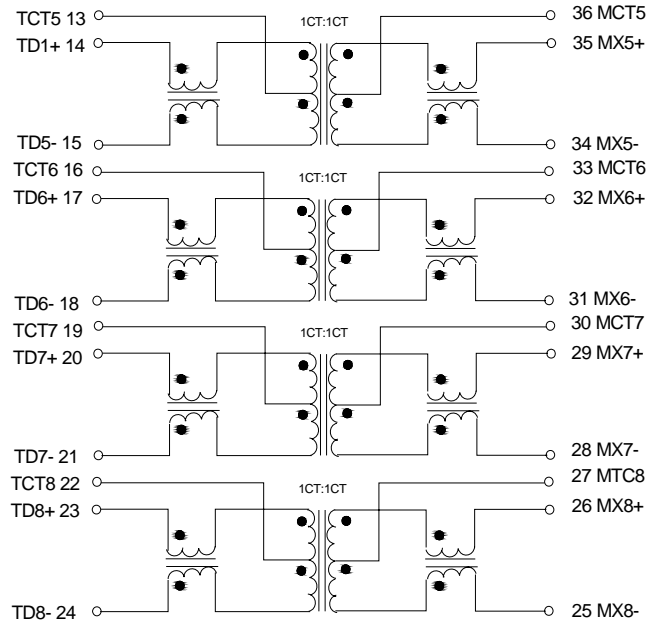 TCT5 13
1CT:1CT
36 MCT5
TD1+ 14
35 MX5+
TD5- 15
34 MX5-
TCT6 16
1CT:1CT
33 MCT6
TD6+ 17
32 MX6+
TD6- 18
31 MX6-
TCT7 19
1CT:1CT
30 MCT7
TD7+ 20
29 MX7+
TD7- 21
28 MX7-
TCT8 22
1CT:1CT
27 MTC8
TD8+ 23
26 MX8+
TD8- 24
25 MX8-